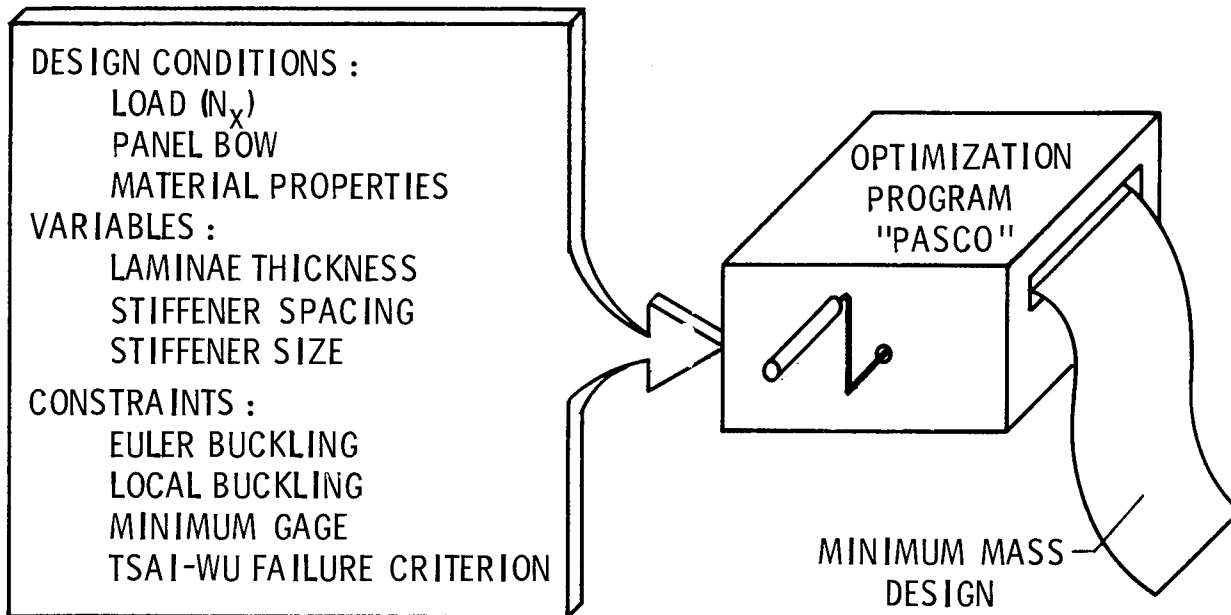 DESIGN CONDITIONS :
LOAD (Nₓ)
PANEL BOW
MATERIAL PROPERTIES
VARIABLES :
LAMINAE THICKNESS
STIFFENER SPACING
STIFFENER SIZE
CONSTRAINTS :
EULER BUCKLING
LOCAL BUCKLING
MINIMUM GAGE
TSAI-WU FAILURE CRITERION
OPTIMIZATION
PROGRAM
"PASCO"
MINIMUM MASS
DESIGN